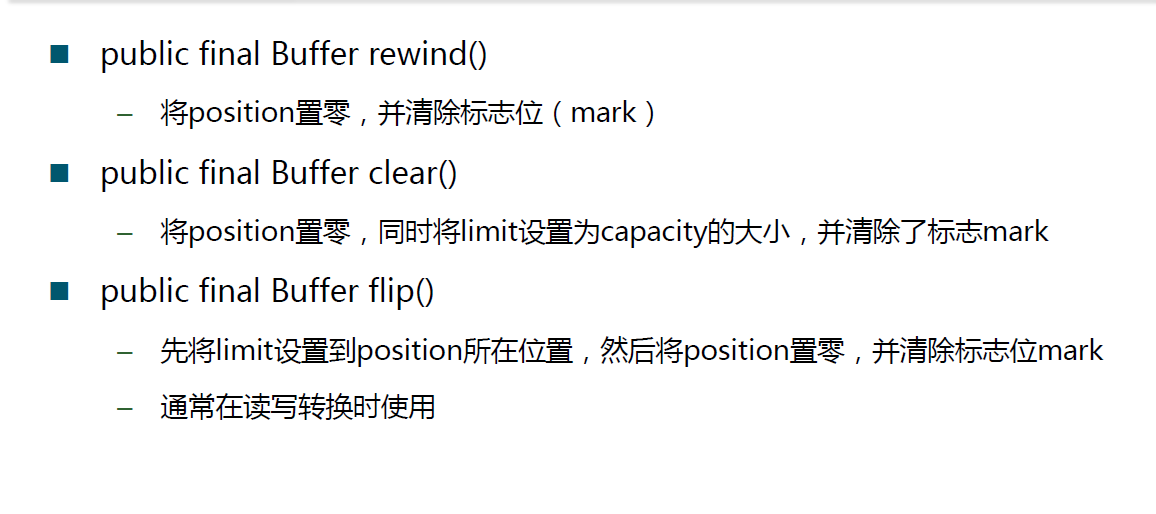 ■ public final Buffer rewind()
– 将position置零，并清除标志位（mark）
■ public final Buffer clear()
– 将position置零，同时将limit设置为capacity的大小，并清除了标志mark
■ public final Buffer flip()
– 先将limit设置到position所在位置，然后将position置零，并清除标志位mark
– 通常在读写转换时使用